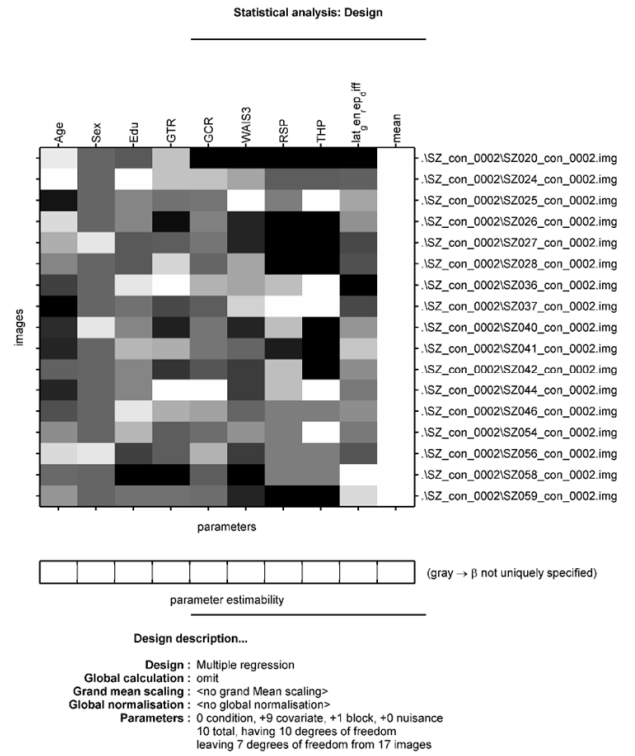 Statistical analysis: Design
Age
Sex
Edu
GTR
GCR
WAIS3
RSP
THP
lat_gen_rep_diff
mean
.\SZ_con_0002\SZ020_con_0002.img
.\SZ_con_0002\SZ024_con_0002.img
.\SZ_con_0002\SZ025_con_0002.img
.\SZ_con_0002\SZ026_con_0002.img
.\SZ_con_0002\SZ027_con_0002.img
.\SZ_con_0002\SZ028_con_0002.img
.\SZ_con_0002\SZ036_con_0002.img
.\SZ_con_0002\SZ037_con_0002.img
.\SZ_con_0002\SZ040_con_0002.img
.\SZ_con_0002\SZ041_con_0002.img
.\SZ_con_0002\SZ042_con_0002.img
.\SZ_con_0002\SZ044_con_0002.img
.\SZ_con_0002\SZ046_con_0002.img
.\SZ_con_0002\SZ054_con_0002.img
.\SZ_con_0002\SZ056_con_0002.img
.\SZ_con_0002\SZ058_con_0002.img
.\SZ_con_0002\SZ059_con_0002.img
images
parameters
(gray → β not uniquely specified)
parameter estimability
Design description...
Design : Multiple regression
Global calculation : omit
Grand mean scaling : <no grand Mean scaling>
Global normalisation : <no global normalisation>
Parameters : 0 condition, +9 covariate, +1 block, +0 nuisance
10 total, having 10 degrees of freedom
leaving 7 degrees of freedom from 17 images